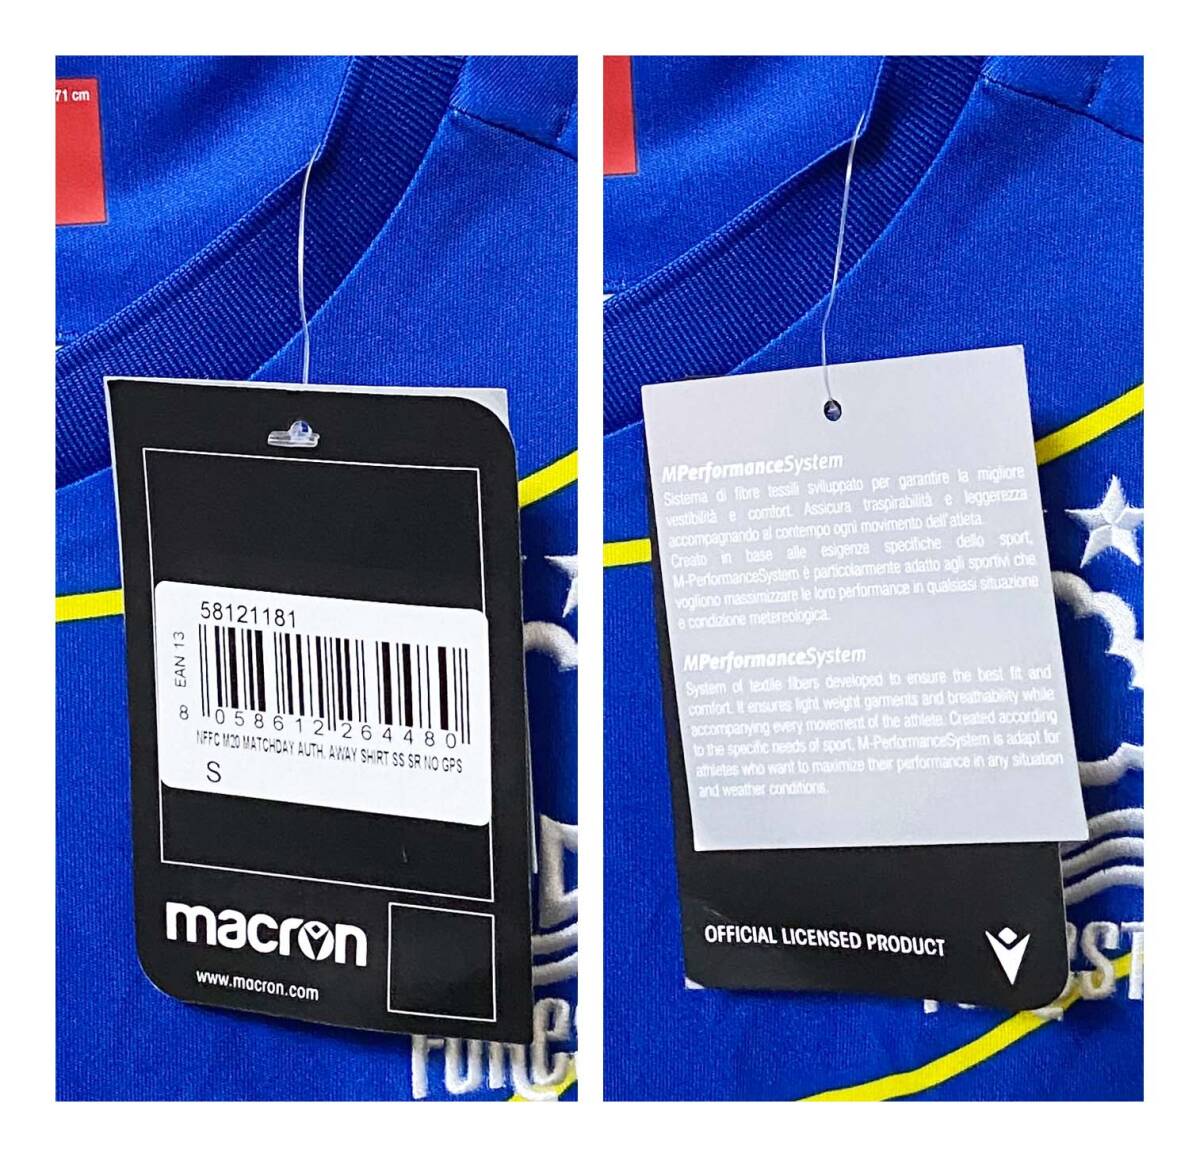 71 cm
58121181
EAN 13
8 058612 264480
NFFC M20 MATCHDAY AUTH. AWAY SHIRT SS SR NO GPS
S
macron
www.macron.com
FOREST
MPerformanceSystem
Sistema di fibre tessili sviluppato per garantire la migliore
vestibilità e comfort. Assicura traspirabilità e leggerezza
accompagnando al contempo ogni movimento dell'atleta.
Creato in base alle esigenze specifiche dello sport,
M-PerformanceSystem è particolarmente adatto agli sportivi che
vogliono massimizzare le loro performance in qualsiasi situazione
e condizione metereologica.
MPerformanceSystem
System of textile fibers developed to ensure the best fit and
comfort. It ensures light weight garments and breathability while
accompanying every movement of the athlete. Created according
to the specific needs of sport, M-PerformanceSystem is adapt for
athletes who want to maximize their performance in any situation
and weather conditions.
OFFICIAL LICENSED PRODUCT